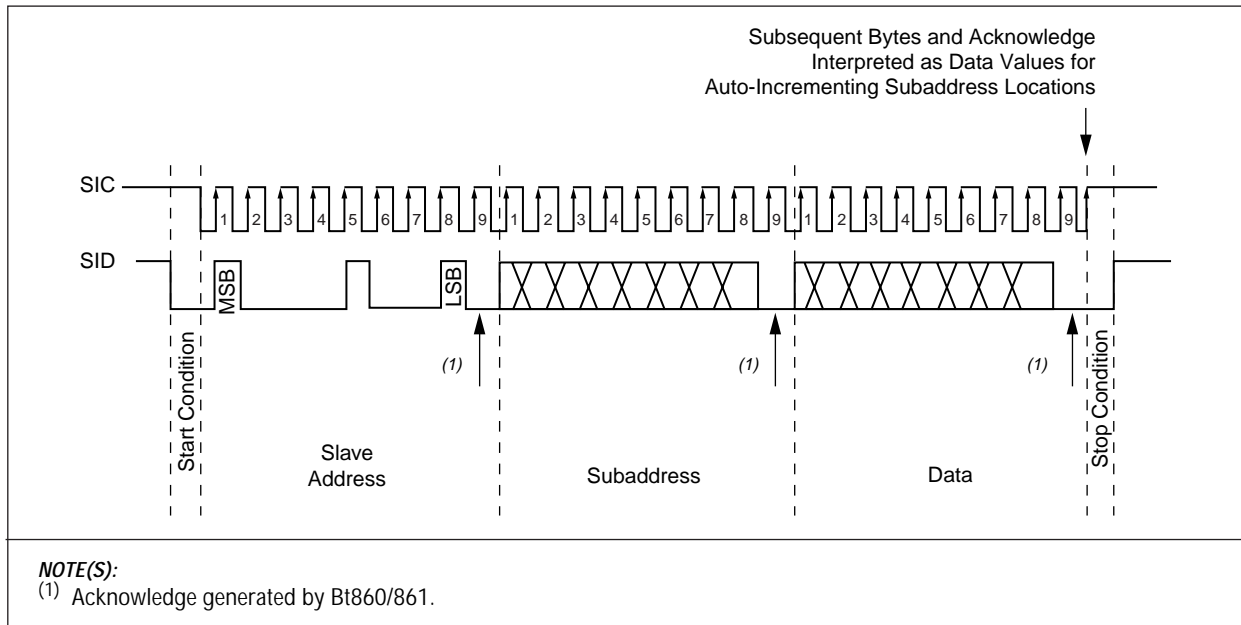 Subsequent Bytes and Acknowledge
Interpreted as Data Values for
Auto-Incrementing Subaddress Locations
SIC
1 2 3 4 5 6 7 8 9 1 2 3 4 5 6 7 8 9 1 2 3 4 5 6 7 8 9
SID
MSB
LSB
(1)
(1)
(1)
Start Condition
Slave
Address
Subaddress
Data
Stop Condition
NOTE(S):
(1) Acknowledge generated by Bt860/861.